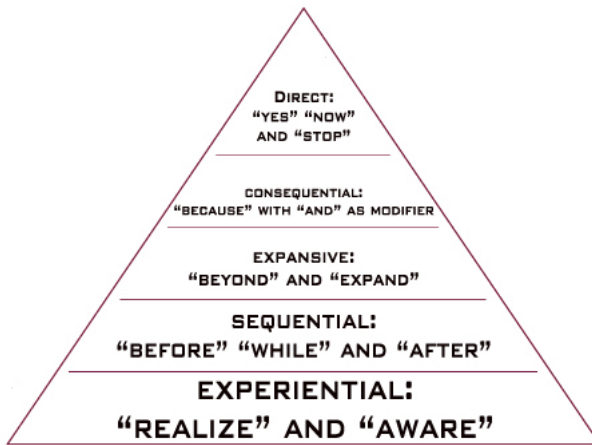 DIRECT:
“YES” “NOW”
AND “STOP”
CONSEQUENTIAL:
“BECAUSE” WITH “AND” AS MODIFIER
EXPANSIVE:
“BEYOND” AND “EXPAND”
SEQUENTIAL:
“BEFORE” “WHILE” AND “AFTER”
EXPERIENTIAL:
“REALIZE” AND “AWARE”